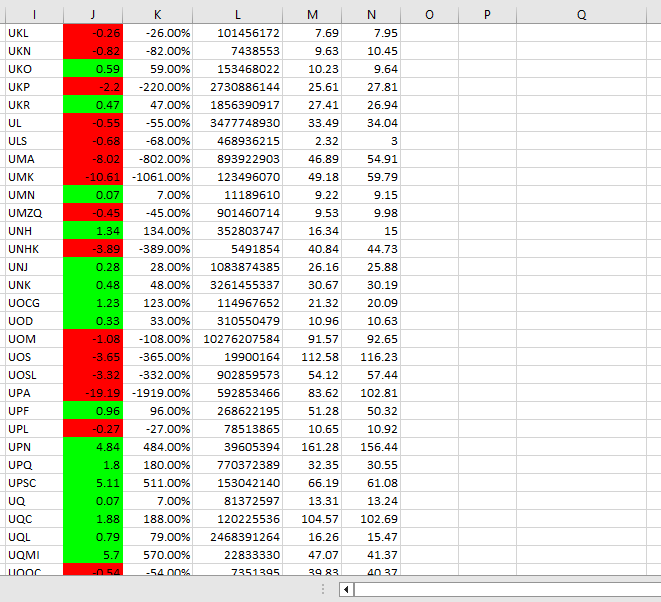 I J K L M N O P Q
UKL -0.26 -26.00% 101456172 7.69 7.95
UKN -0.82 -82.00% 7438553 9.63 10.45
UKO 0.59 59.00% 153468022 10.23 9.64
UKP -2.2 -220.00% 2730886144 25.61 27.81
UKR 0.47 47.00% 1856390917 27.41 26.94
UL -0.55 -55.00% 3477748930 33.49 34.04
ULS -0.68 -68.00% 468936215 2.32 3
UMA -8.02 -802.00% 893922903 46.89 54.91
UMK -10.61 -1061.00% 123496070 49.18 59.79
UMN 0.07 7.00% 11189610 9.22 9.15
UMZQ -0.45 -45.00% 901460714 9.53 9.98
UNH 1.34 134.00% 352803747 16.34 15
UNHK -3.89 -389.00% 5491854 40.84 44.73
UNJ 0.28 28.00% 1083874385 26.16 25.88
UNK 0.48 48.00% 3261455337 30.67 30.19
UOCG 1.23 123.00% 114967652 21.32 20.09
UOD 0.33 33.00% 310550479 10.96 10.63
UOM -1.08 -108.00% 10276207584 91.57 92.65
UOS -3.65 -365.00% 19900164 112.58 116.23
UOSL -3.32 -332.00% 902859573 54.12 57.44
UPA -19.19 -1919.00% 592853466 83.62 102.81
UPF 0.96 96.00% 268622195 51.28 50.32
UPL -0.27 -27.00% 78513865 10.65 10.92
UPN 4.84 484.00% 39605394 161.28 156.44
UPQ 1.8 180.00% 770372389 32.35 30.55
UPSC 5.11 511.00% 153042140 66.19 61.08
UQ 0.07 7.00% 81372597 13.31 13.24
UQC 1.88 188.00% 120225536 104.57 102.69
UQL 0.79 79.00% 2468391264 16.26 15.47
UQMI 5.7 570.00% 22833330 47.07 41.37
-0.54 -54.00% 7351395 39.83 40.37